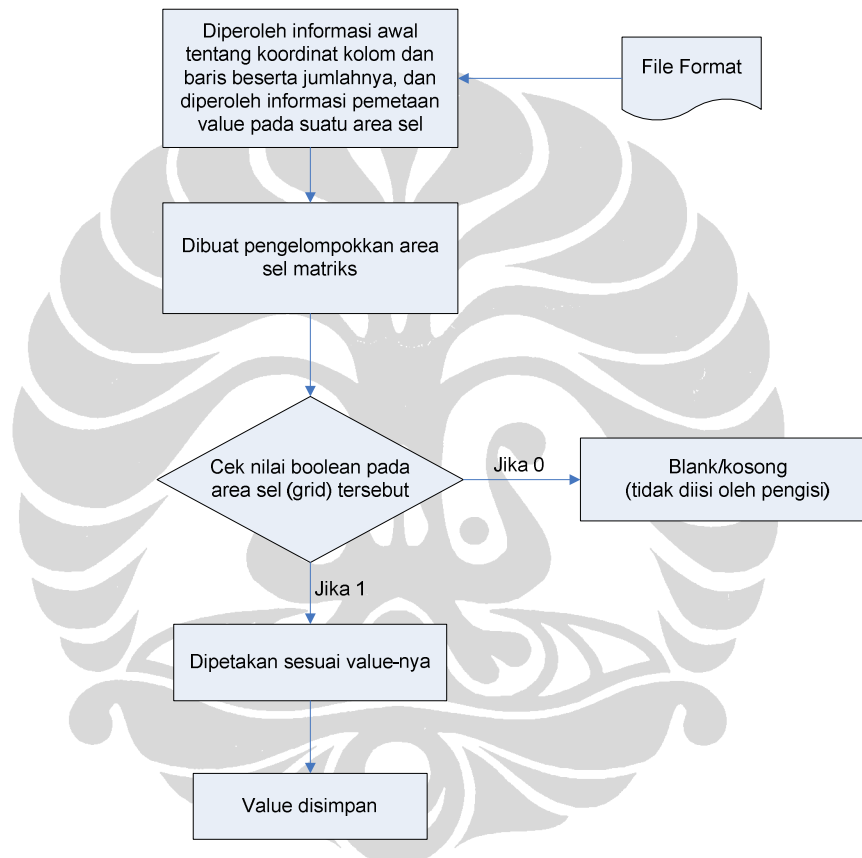 Diperoleh informasi awal
tentang koordinat kolom dan
baris beserta jumlahnya, dan
diperoleh informasi pemetaan
value pada suatu area sel
File Format
Dibuat pengelompokkan area
sel matriks
Cek nilai boolean pada
area sel (grid) tersebut
Jika 0
Blank/kosong
(tidak diisi oleh pengisi)
Jika 1
Dipetakan sesuai value-nya
Value disimpan